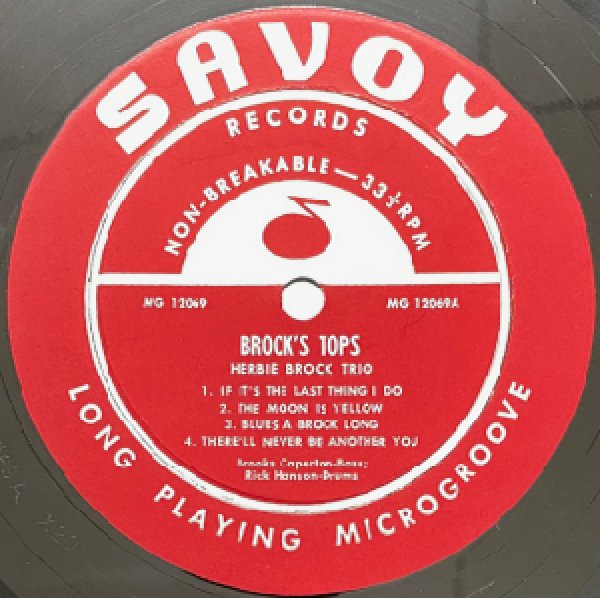 SAVOY
RECORDS
NON-BREAKABLE—33⅓RPM
MG 12069
MG 12069A
BROCK'S TOPS
HERBIE BROCK TRIO
1. IF IT'S THE LAST THING I DO
2. THE MOON IS YELLOW
3. BLUES A BROCK LONG
4. THERE'LL NEVER BE ANOTHER YOU
Brooks Caperton-Bass;
Rick Hanson-Drums
LONG PLAYING MICROGROOVE